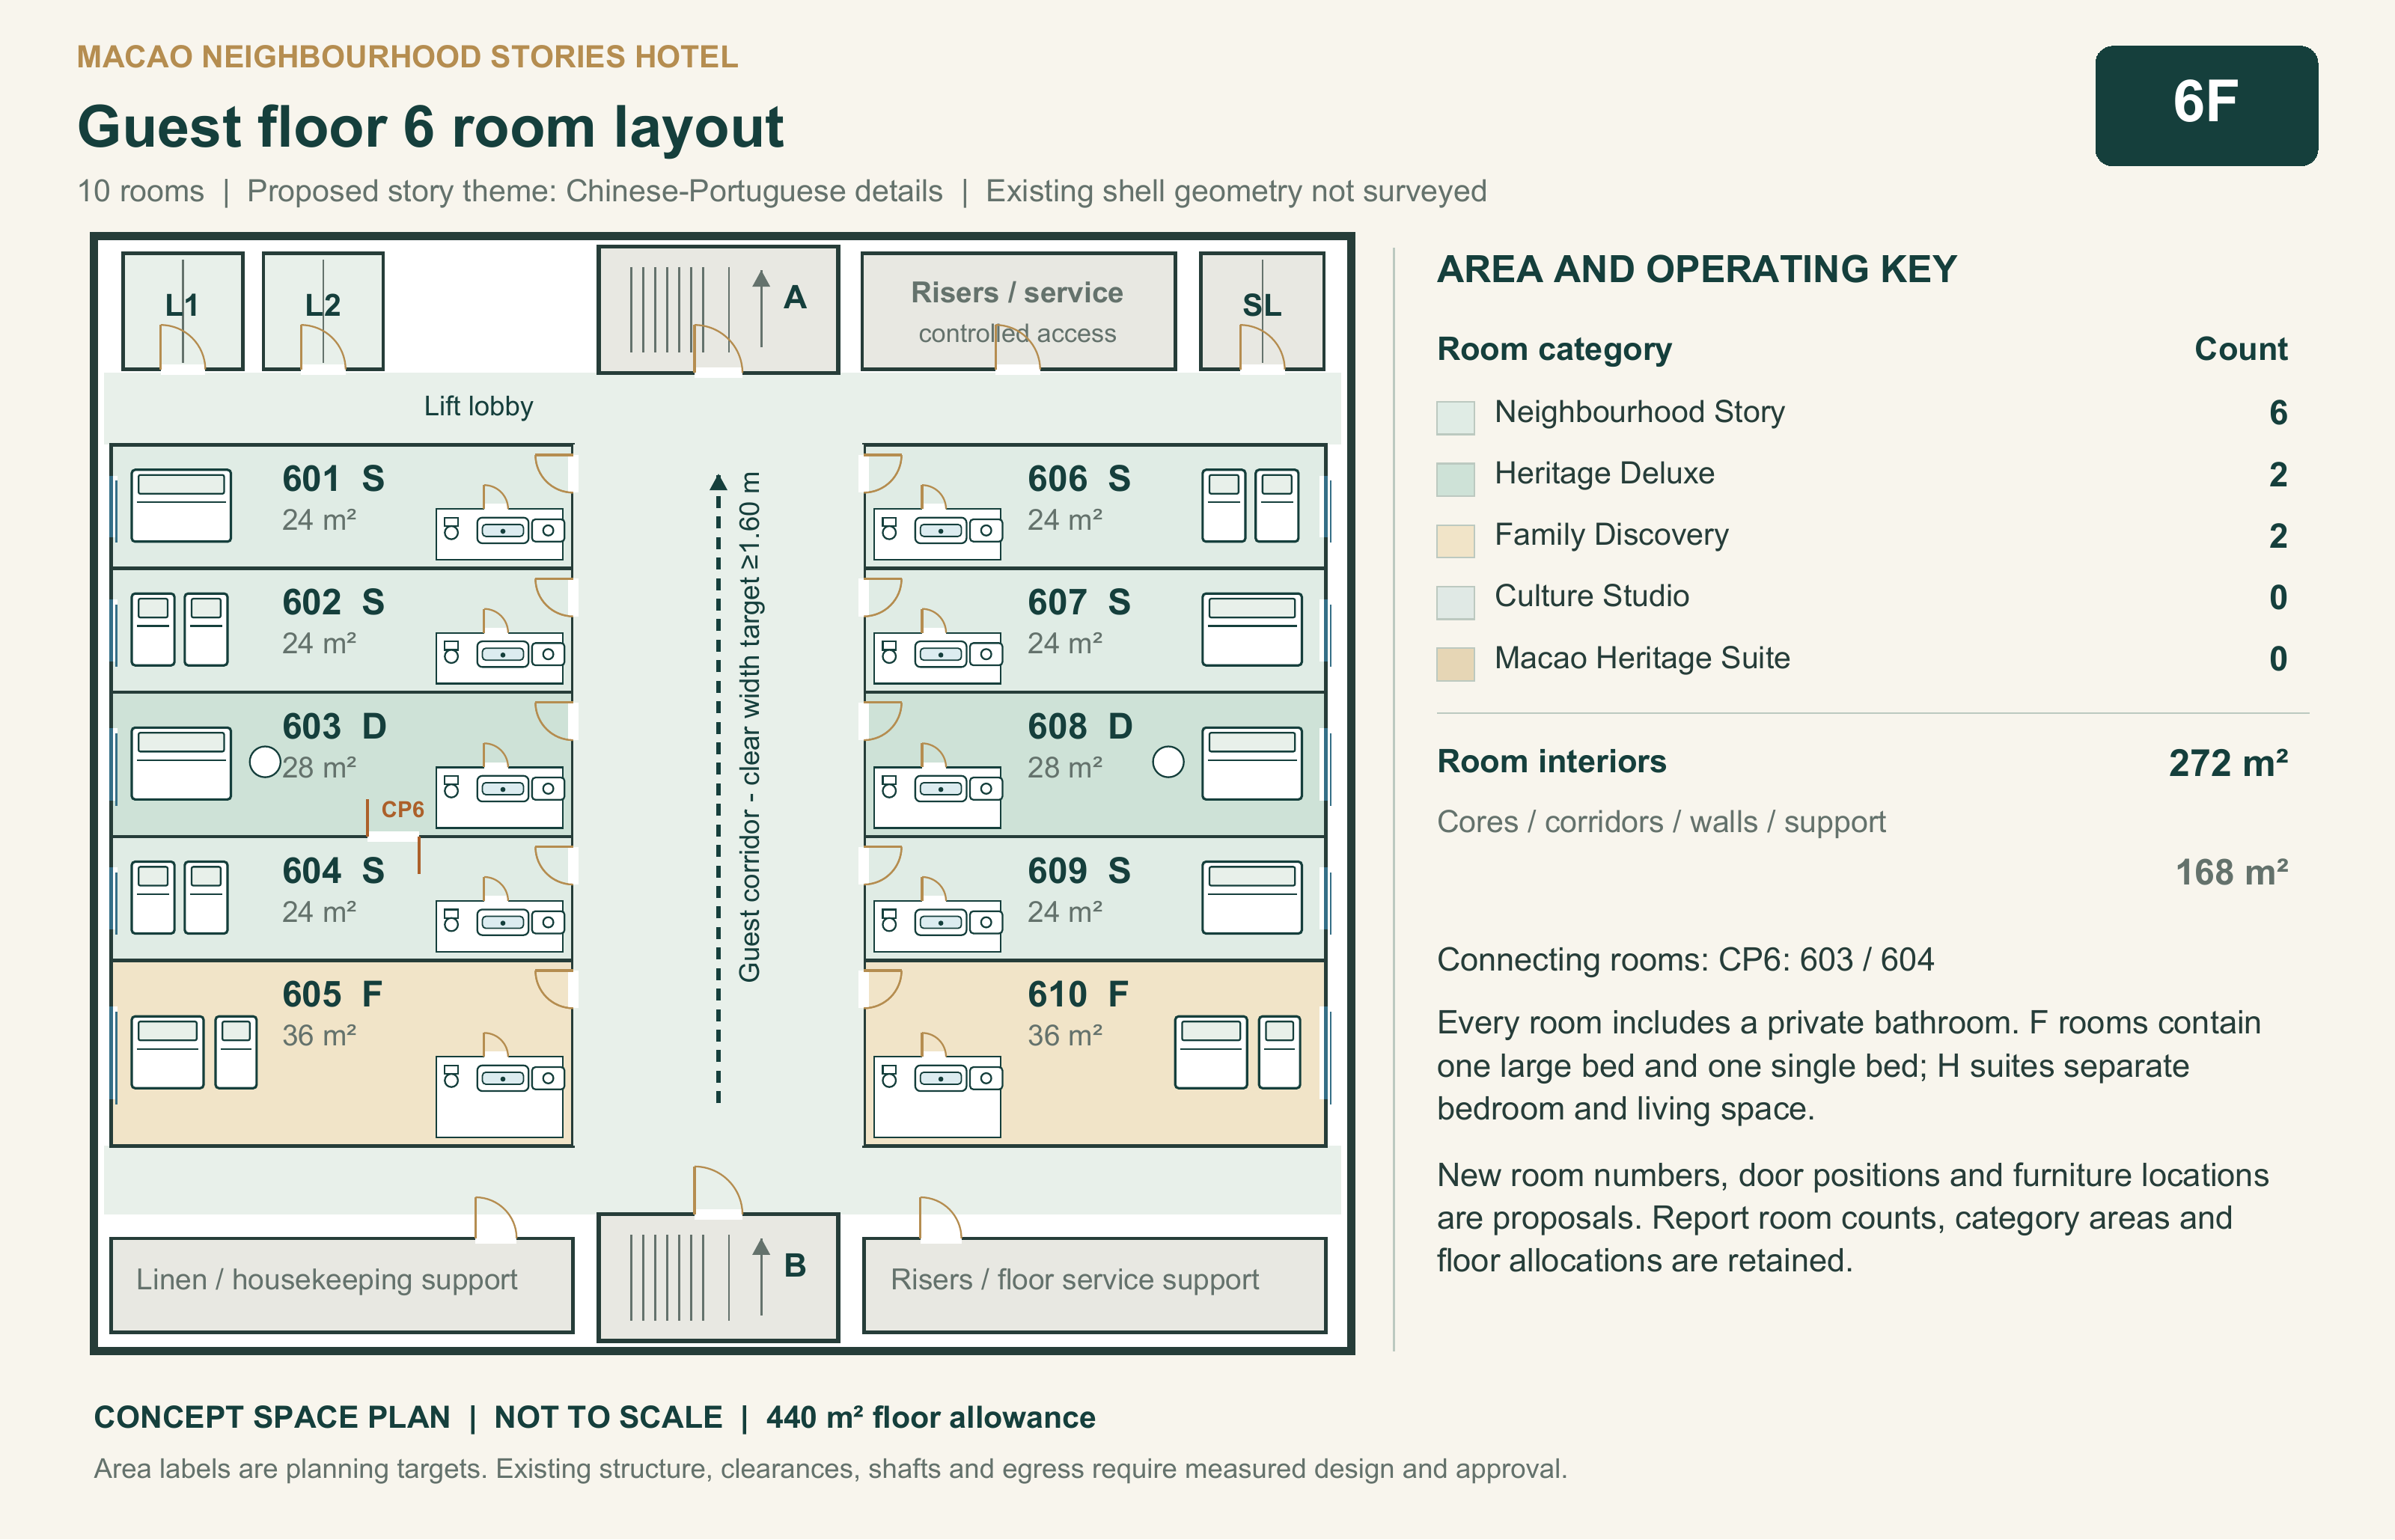 MACAO NEIGHBOURHOOD STORIES HOTEL
Guest floor 6 room layout
10 rooms | Proposed story theme: Chinese-Portuguese details | Existing shell geometry not surveyed
6F
L1
L2
A
Risers / service
controlled access
SL
Lift lobby
601 S
24 m²
602 S
24 m²
603 D
28 m²
CP6
604 S
24 m²
605 F
36 m²
Guest corridor - clear width target ≥1.60 m
606 S
24 m²
607 S
24 m²
608 D
28 m²
609 S
24 m²
610 F
36 m²
Linen / housekeeping support
B
Risers / floor service support
AREA AND OPERATING KEY
Room category Count
Neighbourhood Story 6
Heritage Deluxe 2
Family Discovery 2
Culture Studio 0
Macao Heritage Suite 0
Room interiors 272 m²
Cores / corridors / walls / support
168 m²
Connecting rooms: CP6: 603 / 604
Every room includes a private bathroom. F rooms contain
one large bed and one single bed; H suites separate
bedroom and living space.
New room numbers, door positions and furniture locations
are proposals. Report room counts, category areas and
floor allocations are retained.
CONCEPT SPACE PLAN | NOT TO SCALE | 440 m² floor allowance
Area labels are planning targets. Existing structure, clearances, shafts and egress require measured design and approval.